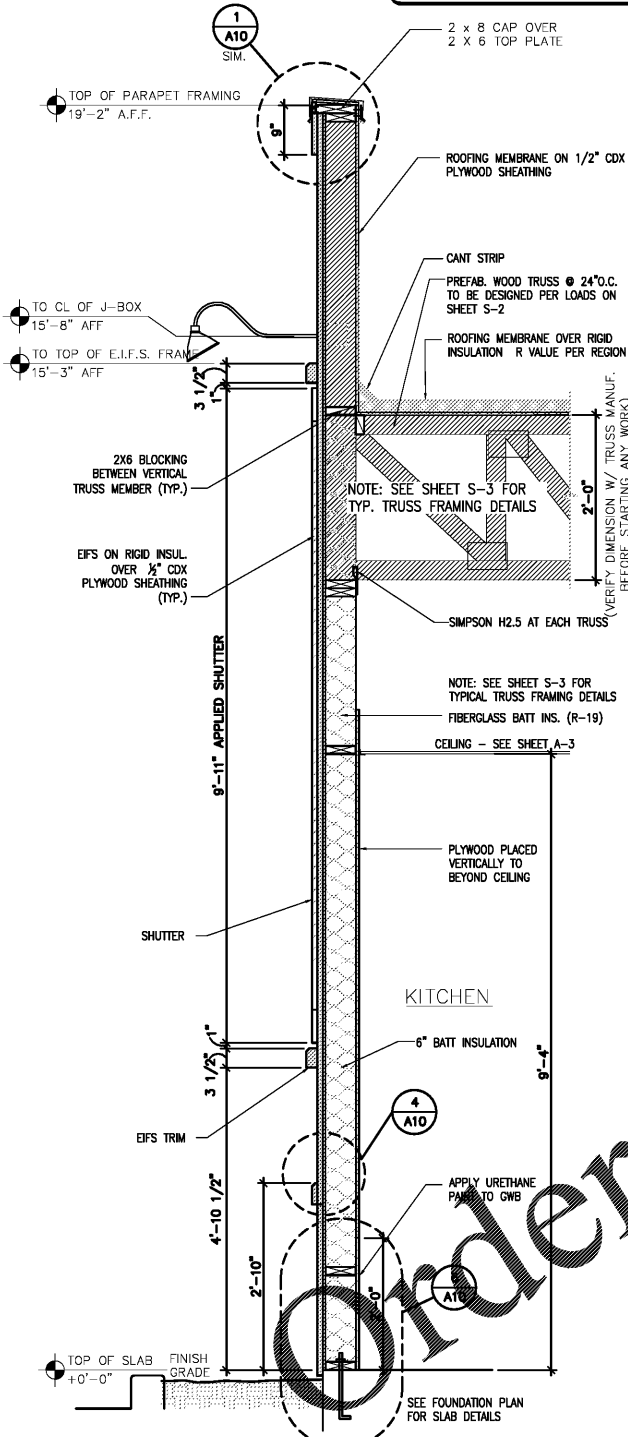 1
A10
SIM.
2 x 8 CAP OVER
2 X 6 TOP PLATE
TOP OF PARAPET FRAMING
19'-2" A.F.F.
9"
ROOFING MEMBRANE ON 1/2" CDX
PLYWOOD SHEATHING
CANT STRIP
PREFAB. WOOD TRUSS @ 24"O.C.
TO BE DESIGNED PER LOADS ON
SHEET S-2
TO CL OF J-BOX
15'-8" AFF
ROOFING MEMBRANE OVER RIGID
INSULATION R VALUE PER REGION
TO TOP OF E.I.F.S. FRAME
15'-3" AFF
3 1/2"
1"
2X6 BLOCKING
BETWEEN VERTICAL
TRUSS MEMBER (TYP.)
NOTE: SEE SHEET S-3 FOR
TYP. TRUSS FRAMING DETAILS
2'-0"
(VERIFY DIMENSION W/ TRUSS MANUF.
BEFORE STARTING ANY WORK)
EIFS ON RIGID INSUL.
OVER ½" CDX
PLYWOOD SHEATHING
(TYP.)
SIMPSON H2.5 AT EACH TRUSS
NOTE: SEE SHEET S-3 FOR
TYPICAL TRUSS FRAMING DETAILS
FIBERGLASS BATT INS. (R-19)
CEILING - SEE SHEET A-3
9'-11" APPLIED SHUTTER
PLYWOOD PLACED
VERTICALLY TO
BEYOND CEILING
SHUTTER
KITCHEN
1"
3 1/2"
6" BATT INSULATION
9'-4"
EIFS TRIM
4
A10
4'-10 1/2"
2'-10"
APPLY URETHANE
PAINT TO GWB
2'-0"
A10
Order
TOP OF SLAB
+0'-0"
FINISH
GRADE
SEE FOUNDATION PLAN
FOR SLAB DETAILS